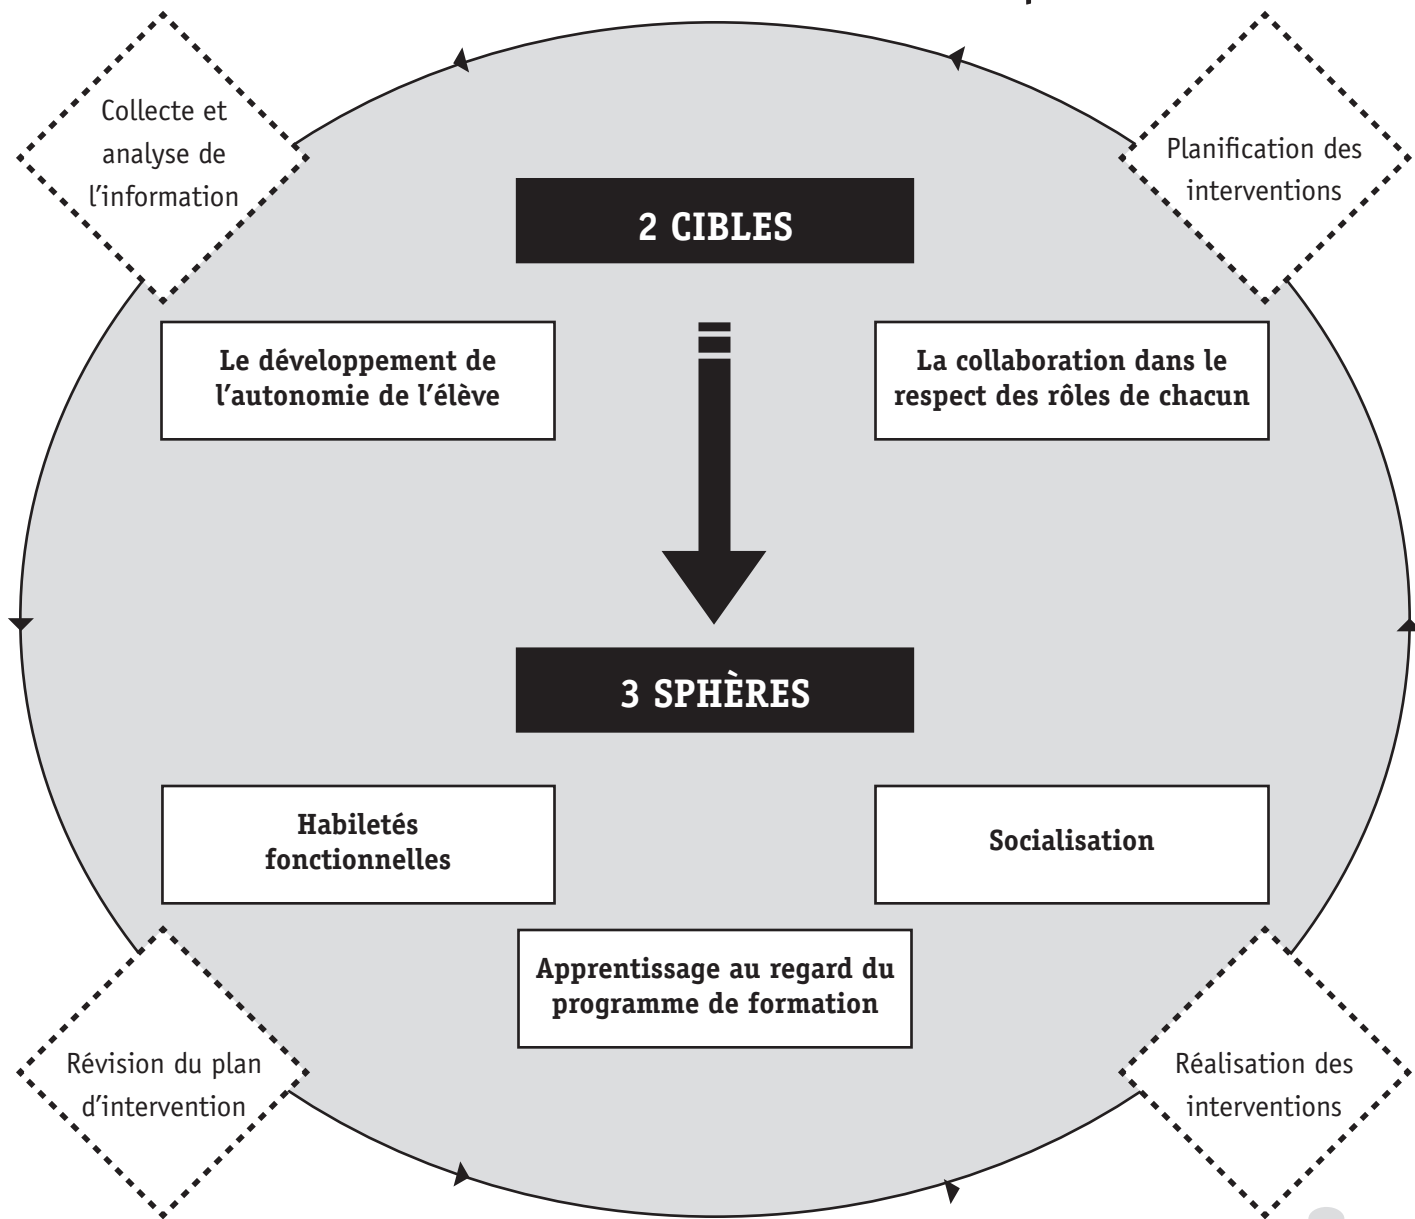 Collecte et
analyse de
l'information
Planification des
interventions
2 CIBLES
Le développement de
l'autonomie de l'élève
La collaboration dans le
respect des rôles de chacun
3 SPHÈRES
Habiletés
fonctionnelles
Socialisation
Apprentissage au regard du
programme de formation
Révision du plan
d'intervention
Réalisation des
interventions